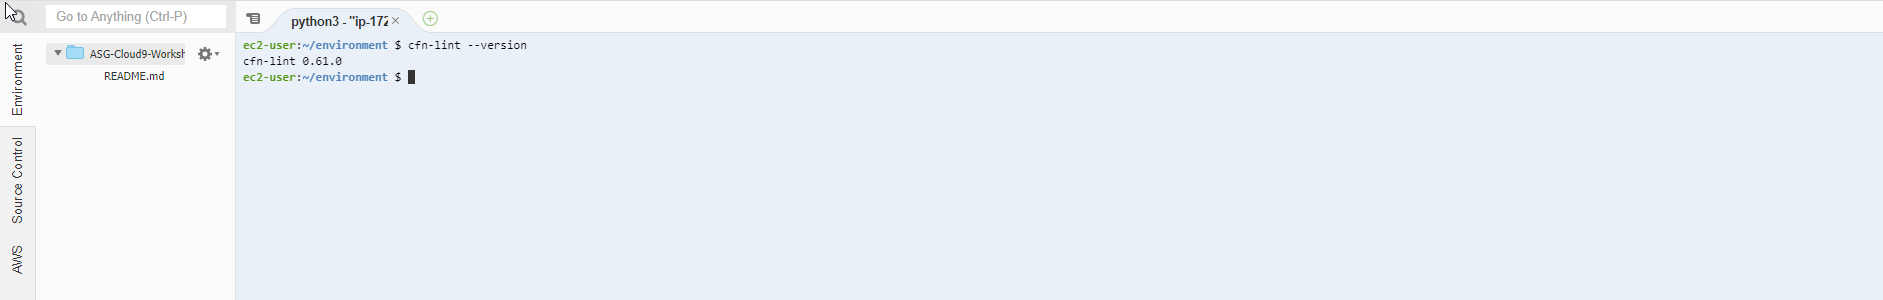 Go to Anything (Ctrl-P)
python3 - "ip-172
Environment
ASG-Cloud9-Worksh
README.md
Source Control
AWS
ec2-user:~/environment $ cfn-lint --version
cfn-lint 0.61.0
ec2-user:~/environment $